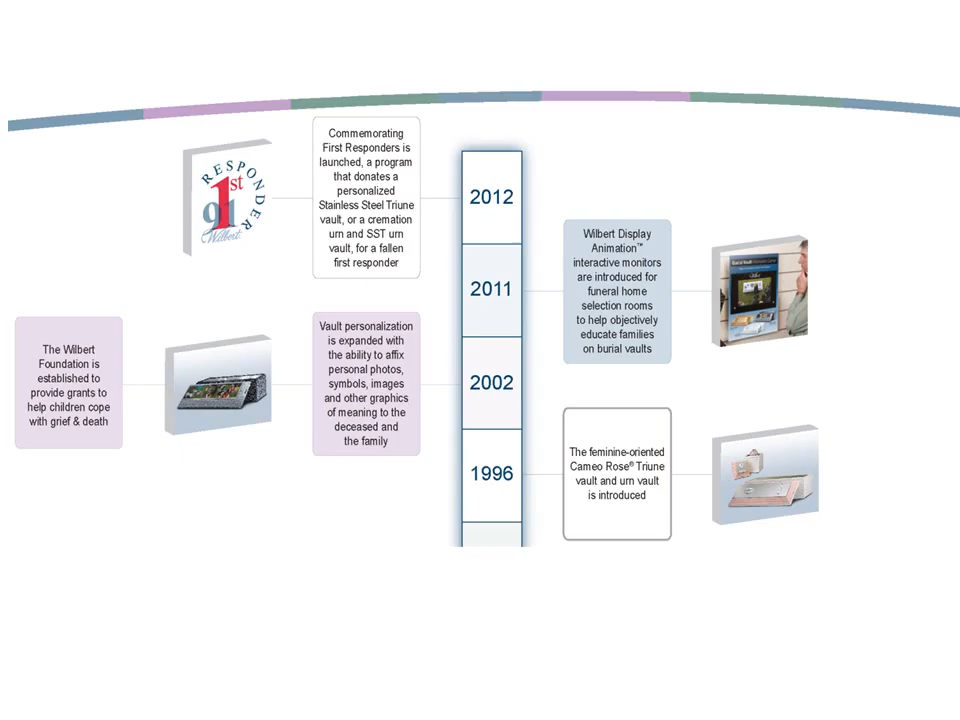 RESPONDER
1st
91
Wilbert
Commemorating
First Responders is
launched, a program
that donates a
personalized
Stainless Steel Triune
vault, or a cremation
urn and SST urn
vault, for a fallen
first responder
2012
2011
Wilbert Display
Animation™
interactive monitors
are introduced for
funeral home
selection rooms
to help objectively
educate families
on burial vaults
The Wilbert
Foundation is
established to
provide grants to
help children cope
with grief & death
Vault personalization
is expanded with
the ability to affix
personal photos,
symbols, images
and other graphics
of meaning to the
deceased and
the family
2002
1996
The feminine-oriented
Cameo Rose® Triune
vault and urn vault
is introduced